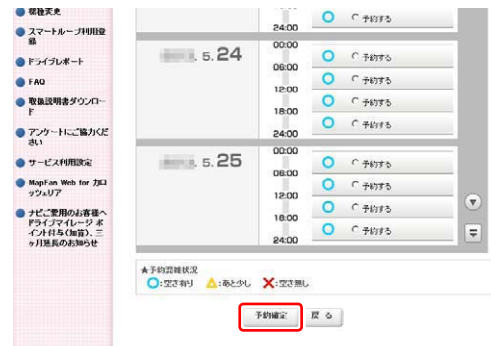 機種変更
スマートループ利用登
録
ドライブレポート
FAQ
取扱説明書ダウンロー
ド
アンケートにご協力くだ
さい
サービス利用設定
MapFan Web for カロ
ッツェリア
ナビご愛用のお客様へ
ドライブマイレージ ポ
イント付与(加算)、三
ヶ月延長のお知らせ
24:00
予約する
. 5. 24
00:00
予約する
06:00
予約する
12:00
予約する
18:00
予約する
24:00
. 5. 25
00:00
予約する
06:00
予約する
12:00
予約する
18:00
予約する
24:00
★予約混雑状況
○:空き有り △:あと少し ✕:空き無し
予約確定 戻 る